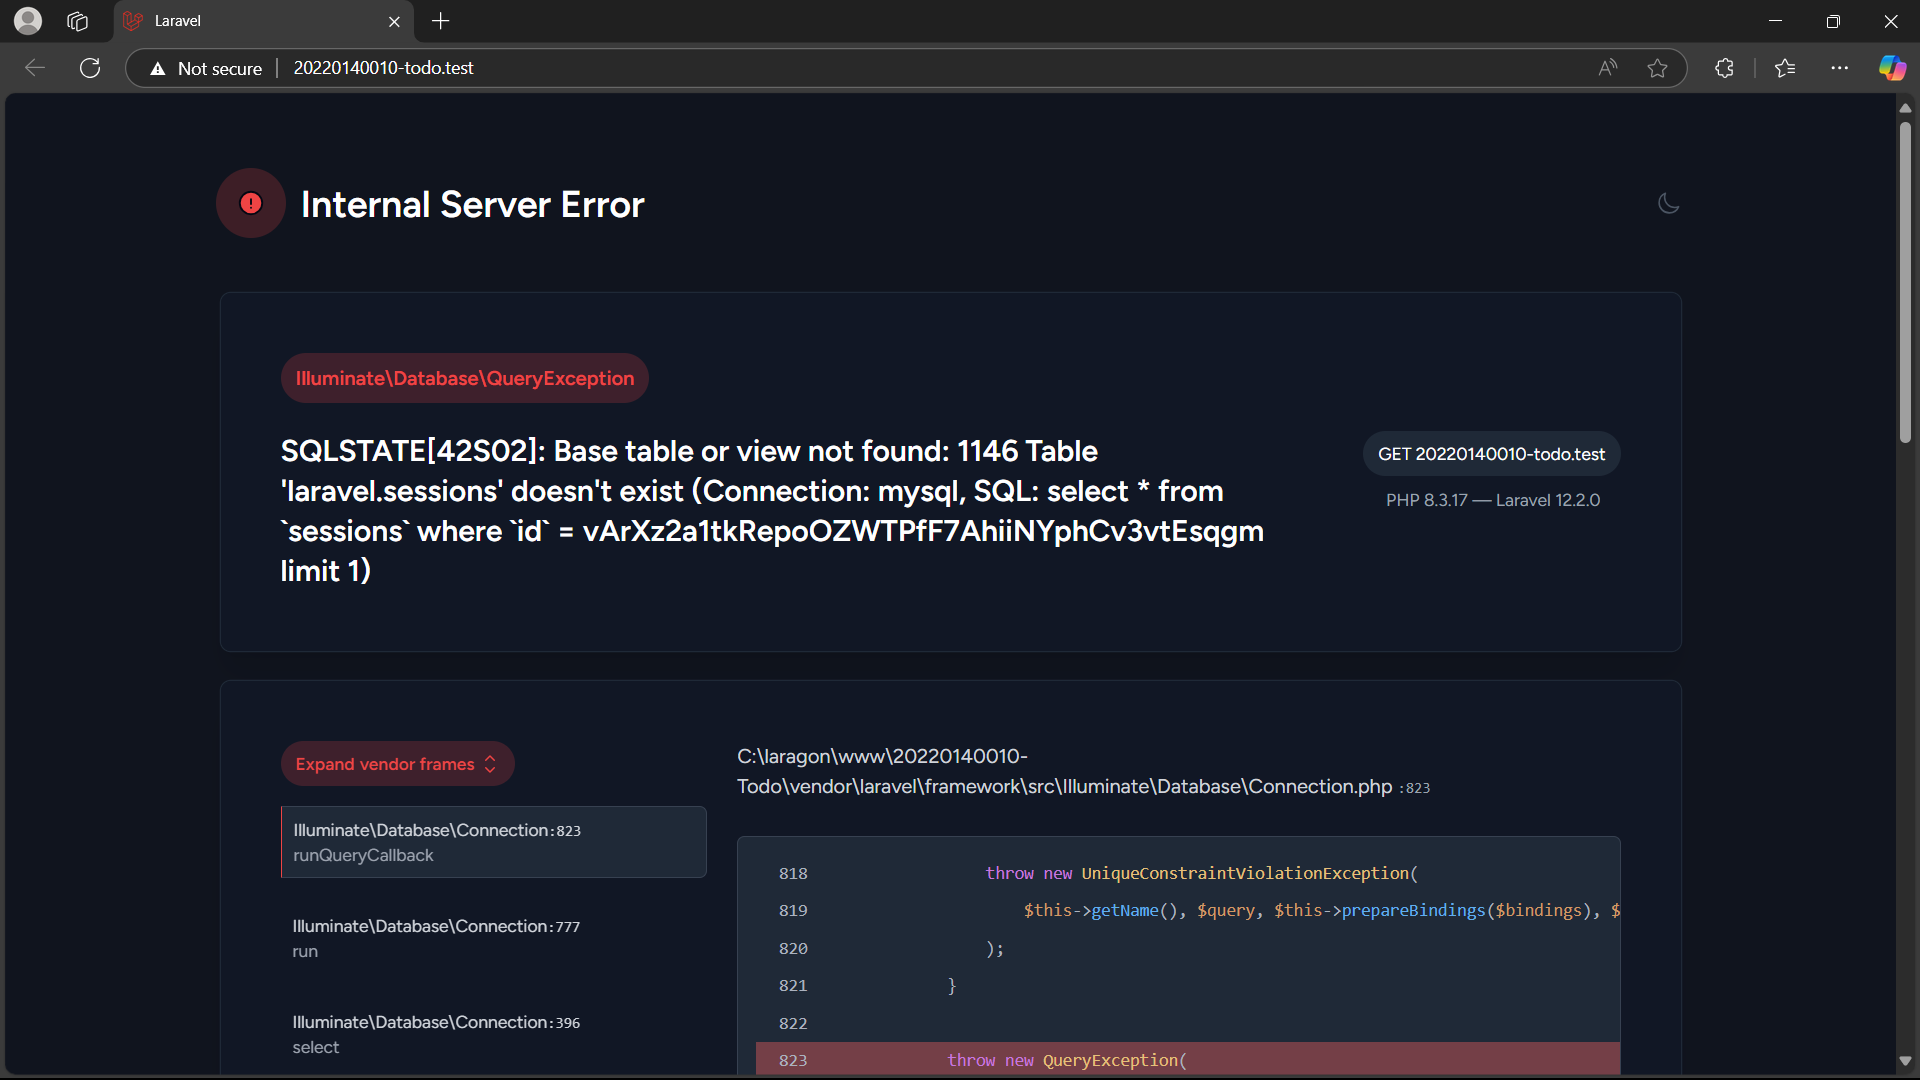 Laravel
Not secure
20220140010-todo.test
Internal Server Error
Illuminate\Database\QueryException
SQLSTATE[42S02]: Base table or view not found: 1146 Table
'laravel.sessions' doesn't exist (Connection: mysql, SQL: select * from
`sessions` where `id` = vArXz2a1tkRepoOZWTPfF7AhiiNYphCv3vtEsqgm
limit 1)
GET 20220140010-todo.test
PHP 8.3.17 — Laravel 12.2.0
Expand vendor frames
Illuminate\Database\Connection:823
runQueryCallback
Illuminate\Database\Connection:777
run
Illuminate\Database\Connection:396
select
C:\laragon\www\20220140010-
Todo\vendor\laravel\framework\src\Illuminate\Database\Connection.php :823
818 throw new UniqueConstraintViolationException(
819 $this->getName(), $query, $this->prepareBindings($bindings), $
820 );
821 }
822
823 throw new QueryException(